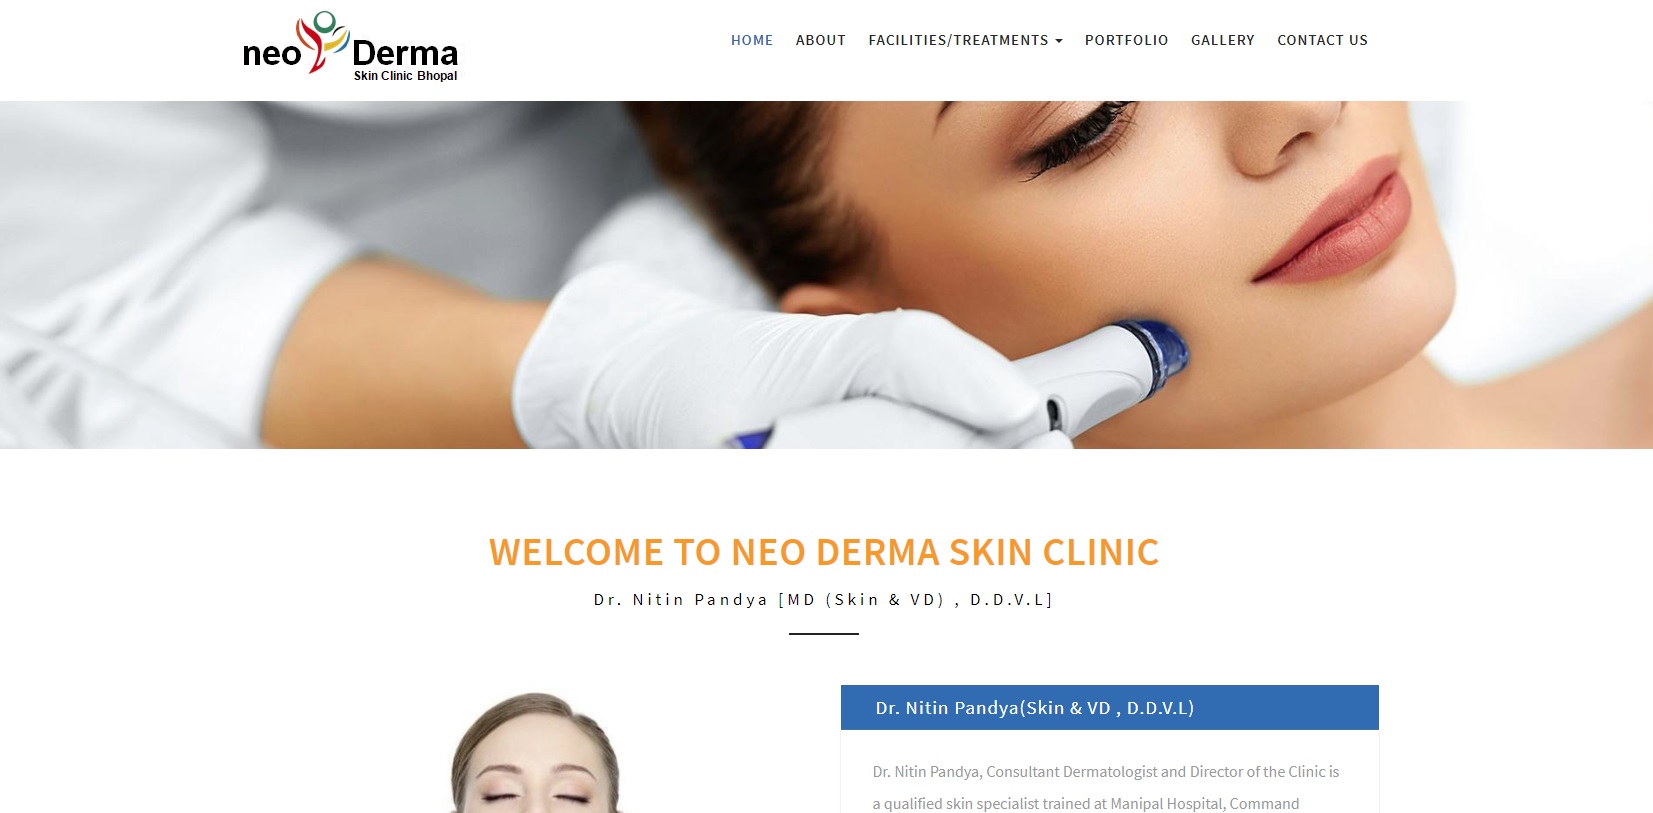 neo Derma
Skin Clinic Bhopal
HOME ABOUT FACILITIES/TREATMENTS PORTFOLIO GALLERY CONTACT US
WELCOME TO NEO DERMA SKIN CLINIC
Dr. Nitin Pandya [MD (Skin & VD) , D.D.V.L]
Dr. Nitin Pandya(Skin & VD , D.D.V.L)
Dr. Nitin Pandya, Consultant Dermatologist and Director of the Clinic is
a qualified skin specialist trained at Manipal Hospital, Command